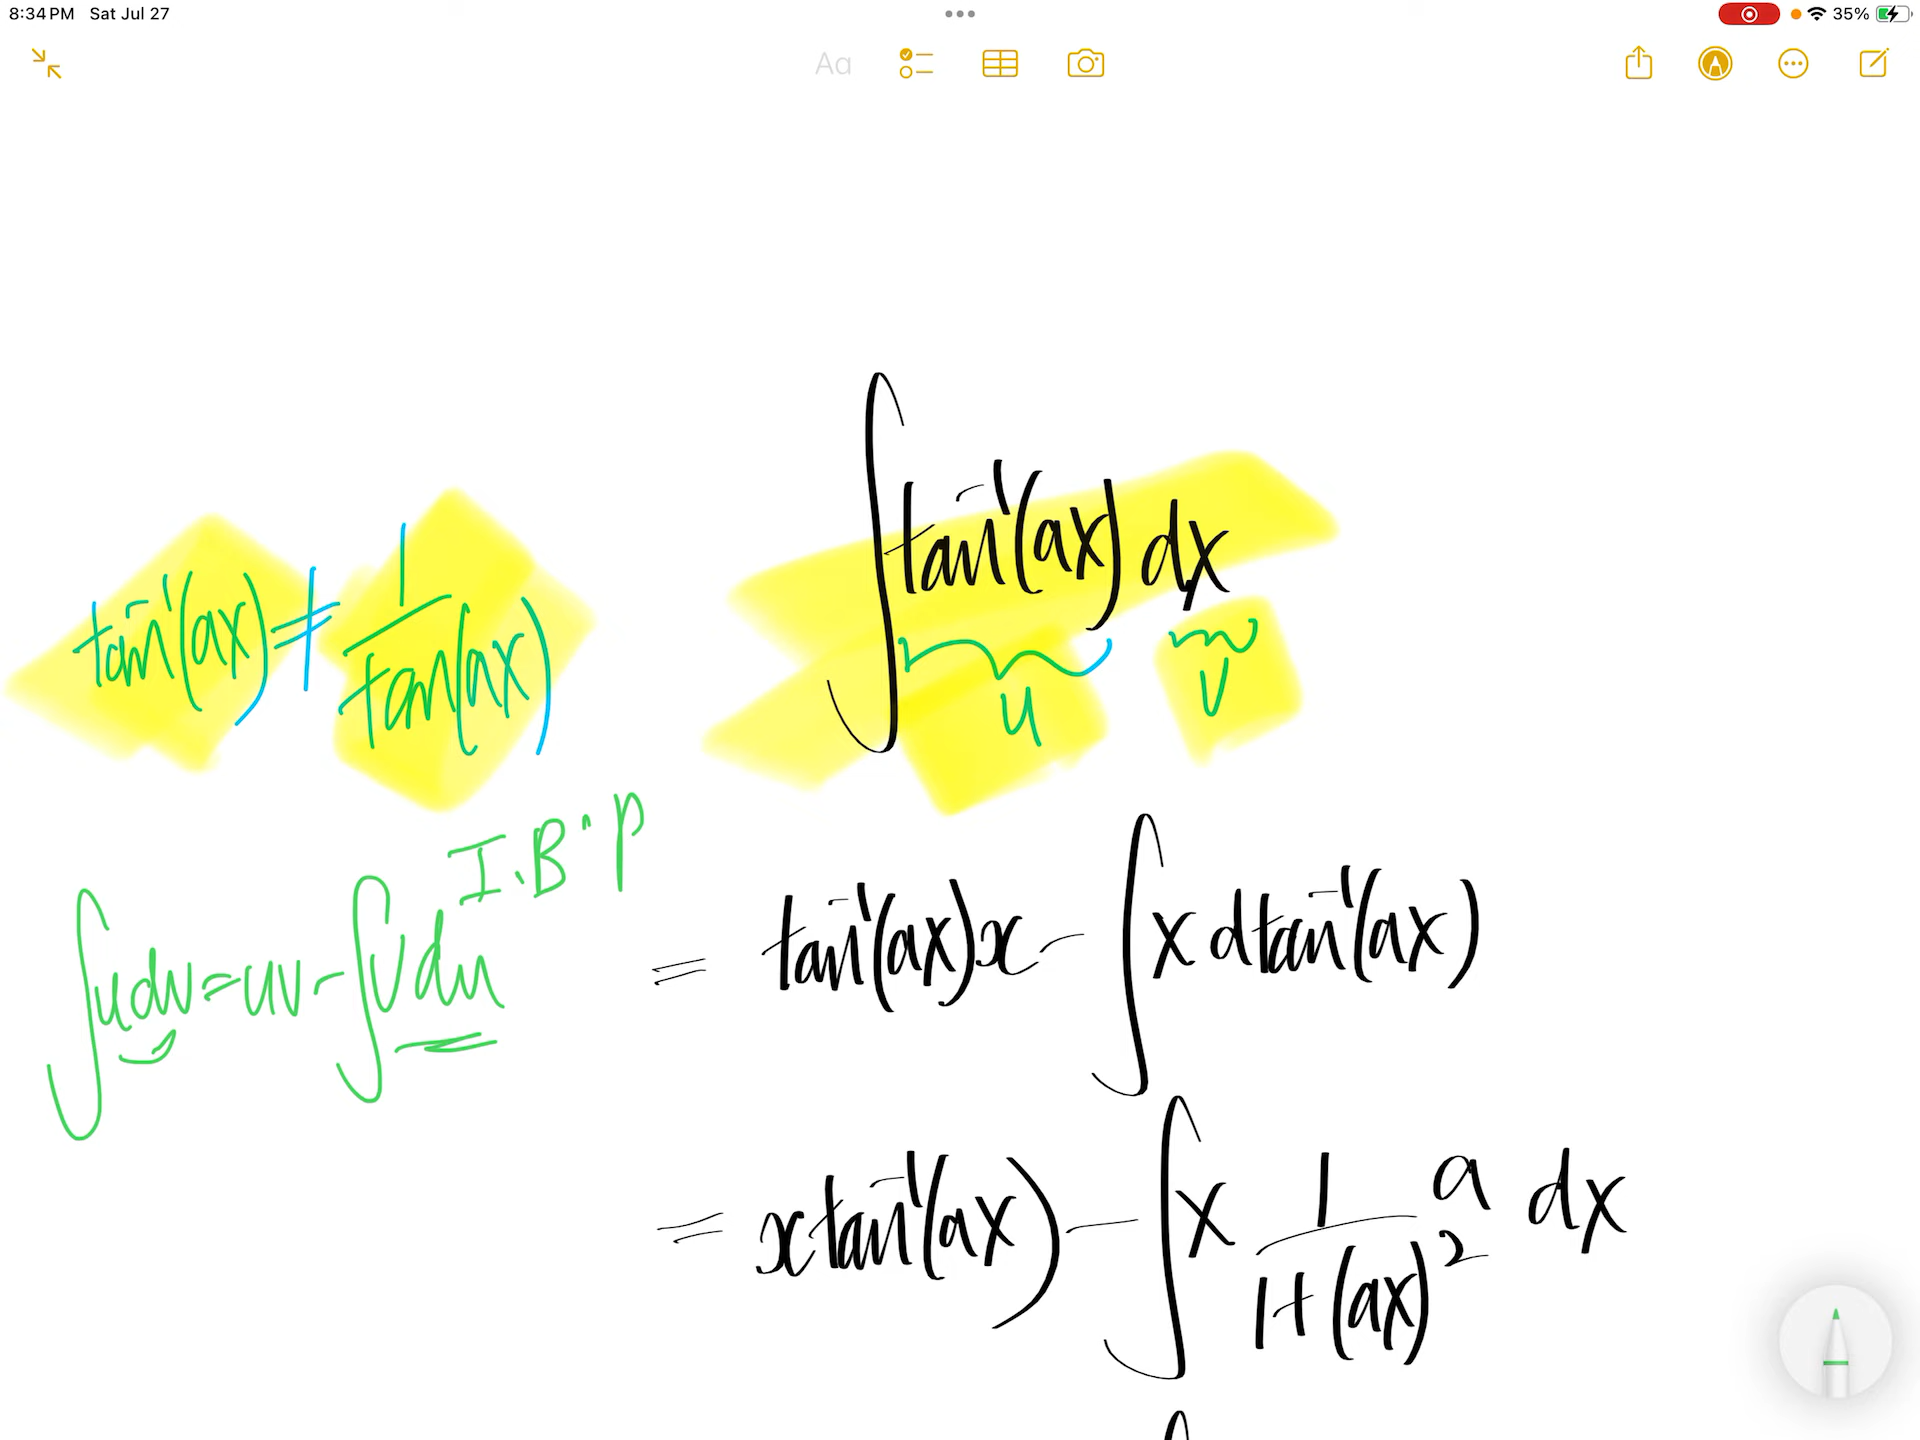 8:34 PM Sat Jul 27
35%
Aa
∫tan⁻¹(ax) dx
u v
tan⁻¹(ax) ≠ 1/tan(ax)
I.B.P
∫udv = uv - ∫vdu
= tan⁻¹(ax)x - ∫x dtan⁻¹(ax)
= xtan⁻¹(ax) - ∫x 1/(1+(ax)²) a dx